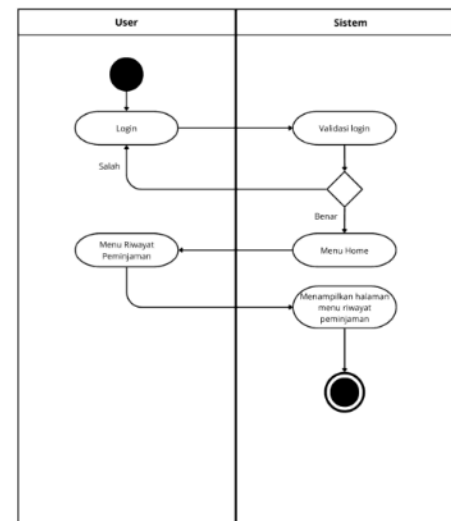 User
Sistem
Login
Validasi login
Salah
Benar
Menu Riwayat
Peminjaman
Menu Home
Menampilkan halaman
menu riwayat
peminjaman